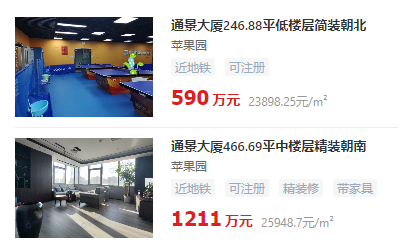 通景大厦246.88平低楼层简装朝北
苹果园
近地铁 可注册
590 万元 23898.25元/m²
通景大厦466.69平中楼层精装朝南
苹果园
近地铁 可注册 精装修 带家具
1211 万元 25948.7元/m²